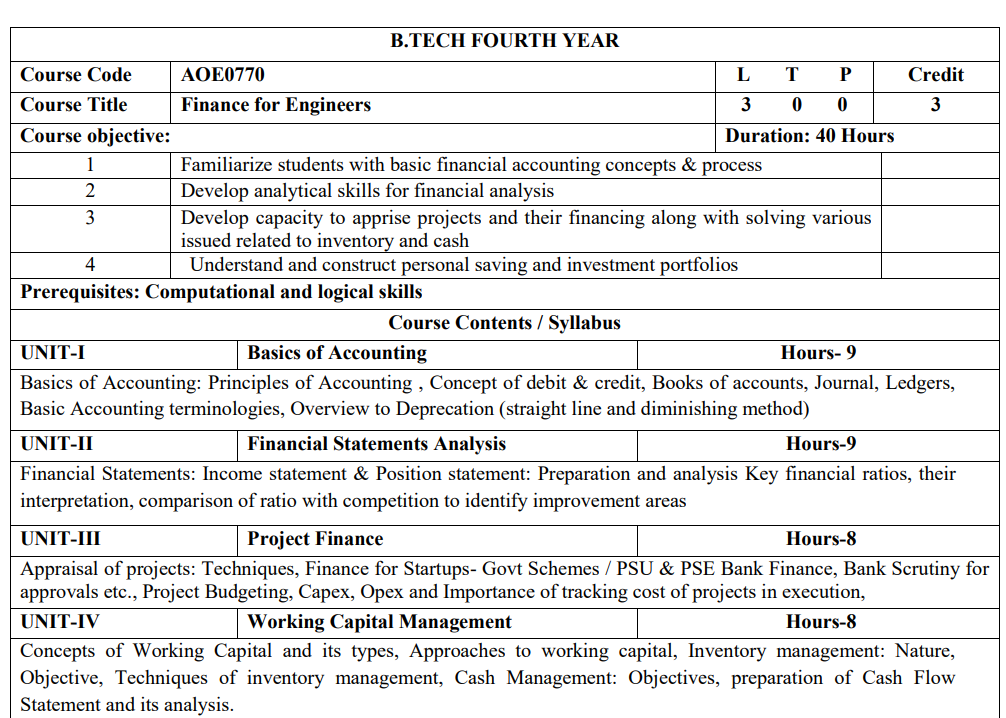 B.TECH FOURTH YEAR
Course Code AOE0770 L T P Credit
Course Title Finance for Engineers 3 0 0 3
Course objective: Duration: 40 Hours
1 Familiarize students with basic financial accounting concepts & process
2 Develop analytical skills for financial analysis
3 Develop capacity to apprise projects and their financing along with solving various
issued related to inventory and cash
4 Understand and construct personal saving and investment portfolios
Prerequisites: Computational and logical skills
Course Contents / Syllabus
UNIT-I Basics of Accounting Hours- 9
Basics of Accounting: Principles of Accounting , Concept of debit & credit, Books of accounts, Journal, Ledgers,
Basic Accounting terminologies, Overview to Deprecation (straight line and diminishing method)
UNIT-II Financial Statements Analysis Hours-9
Financial Statements: Income statement & Position statement: Preparation and analysis Key financial ratios, their
interpretation, comparison of ratio with competition to identify improvement areas
UNIT-III Project Finance Hours-8
Appraisal of projects: Techniques, Finance for Startups- Govt Schemes / PSU & PSE Bank Finance, Bank Scrutiny for
approvals etc., Project Budgeting, Capex, Opex and Importance of tracking cost of projects in execution,
UNIT-IV Working Capital Management Hours-8
Concepts of Working Capital and its types, Approaches to working capital, Inventory management: Nature,
Objective, Techniques of inventory management, Cash Management: Objectives, preparation of Cash Flow
Statement and its analysis.